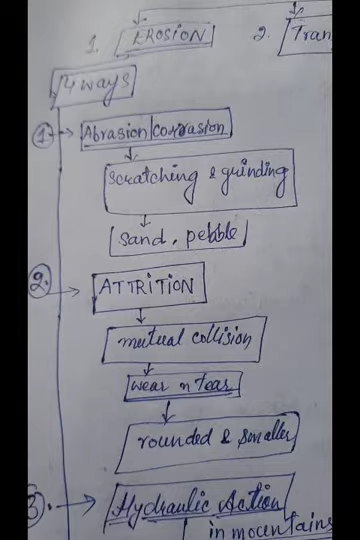 1. EROSION 2. Tran
4 ways
1. Abrasion/corrasion
scratching & grinding
sand, pebble
2. ATTRITION
mutual collision
wear n tear
rounded & smaller
3. Hydraulic Action
in mountains